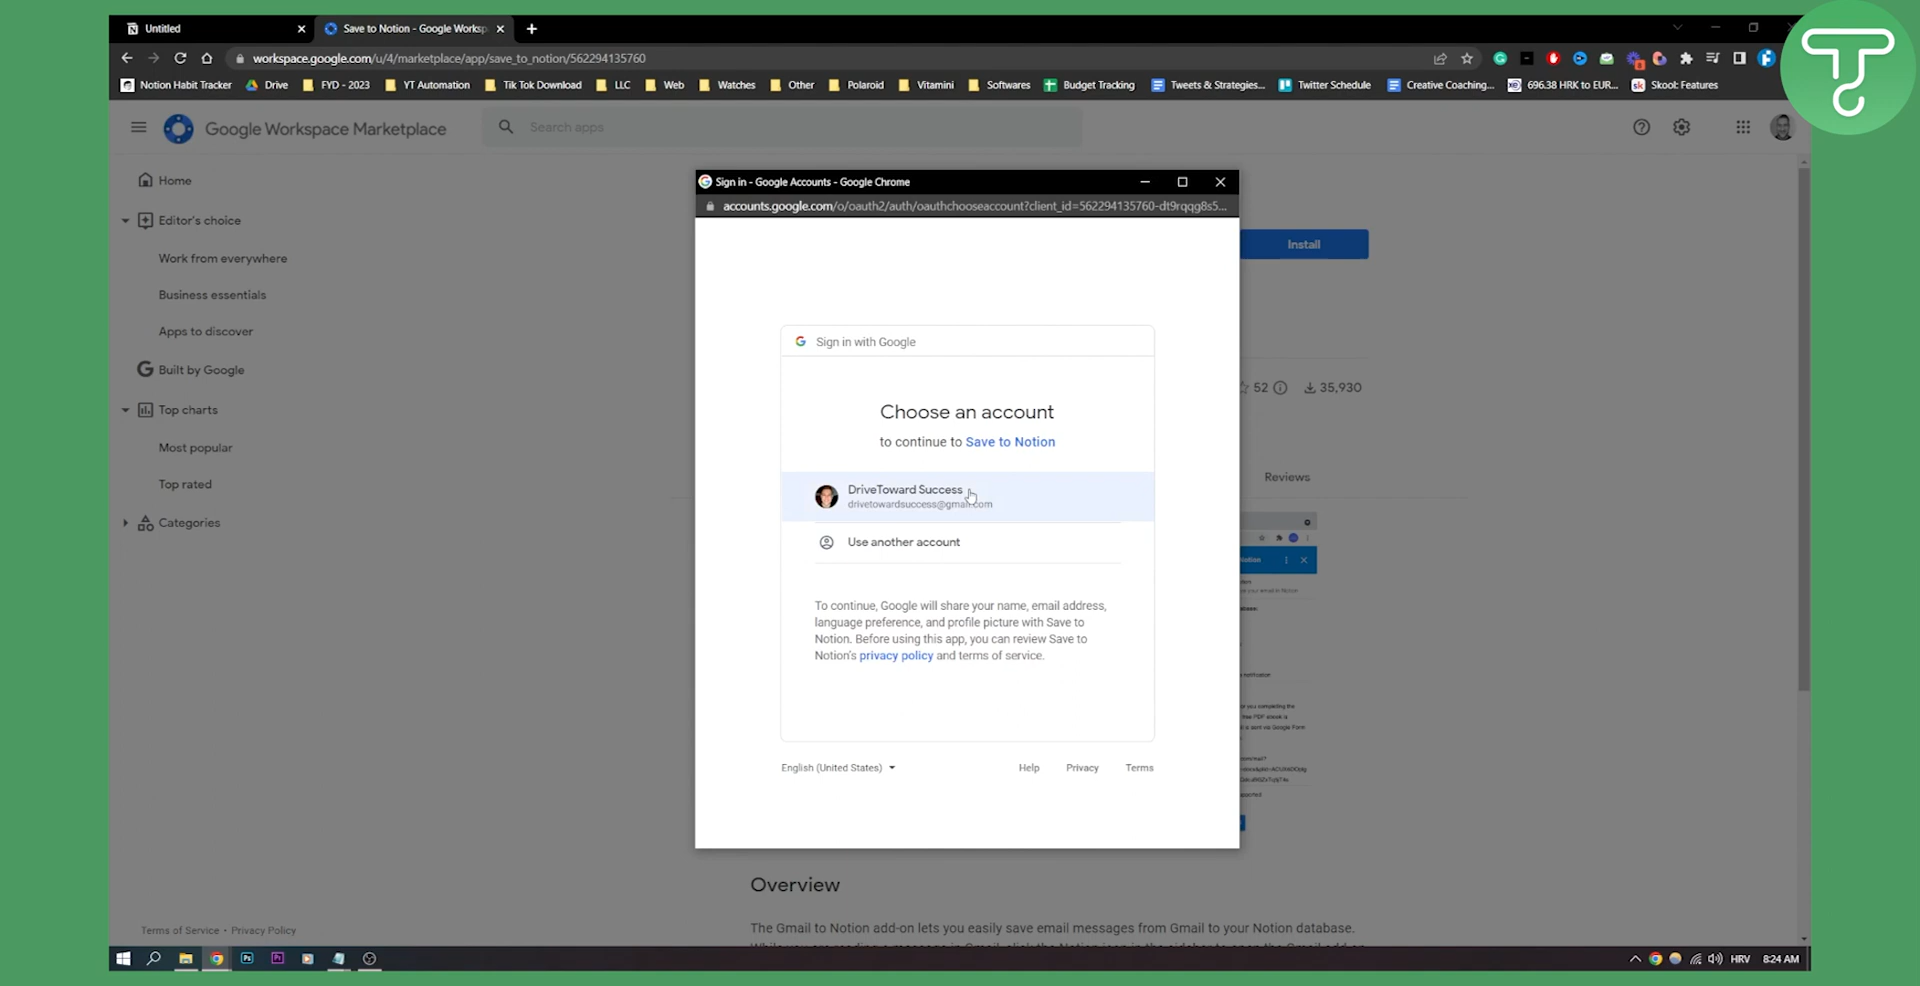 Untitled
Save to Notion - Google Worksp
workspace.google.com/u/4/marketplace/app/save_to_notion/562294135760
Notion Habit Tracker
Drive
FYD - 2023
YT Automation
Tik Tok Download
LLC
Web
Watches
Other
Polaroid
Vitamini
Softwares
Budget Tracking
Tweets & Strategies...
Twitter Schedule
Creative Coaching...
696.38 HRK to EUR...
Skool: Features
Google Workspace Marketplace
Search apps
Home
Editor's choice
Work from everywhere
Business essentials
Apps to discover
Built by Google
Top charts
Most popular
Top rated
Categories
Terms of Service • Privacy Policy
Sign in - Google Accounts - Google Chrome
accounts.google.com/o/oauth2/auth/oauthchooseaccount?client_id=562294135760-dt9rqqg8s5...
Sign in with Google
Choose an account
to continue to Save to Notion
DriveToward Success
drivetowardsuccess@gmail.com
Use another account
To continue, Google will share your name, email address,
language preference, and profile picture with Save to
Notion. Before using this app, you can review Save to
Notion's privacy policy and terms of service.
English (United States)
Help
Privacy
Terms
Install
52
35,930
Reviews
Overview
The Gmail to Notion add-on lets you easily save email messages from Gmail to your Notion database.
HRV
8:24 AM